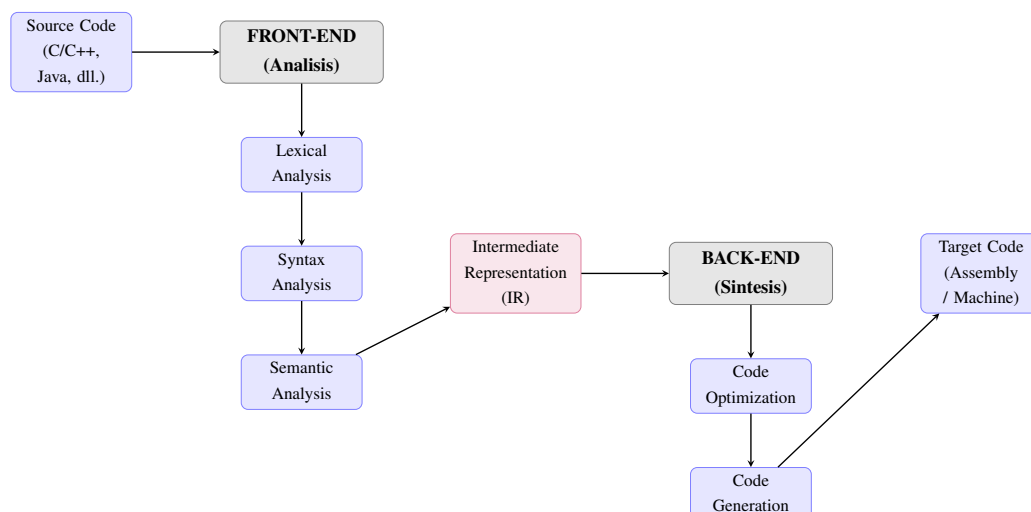 Source Code
(C/C++,
Java, dll.)
FRONT-END
(Analisis)
Lexical
Analysis
Syntax
Analysis
Semantic
Analysis
Intermediate
Representation
(IR)
BACK-END
(Sintesis)
Code
Optimization
Code
Generation
Target Code
(Assembly
/ Machine)